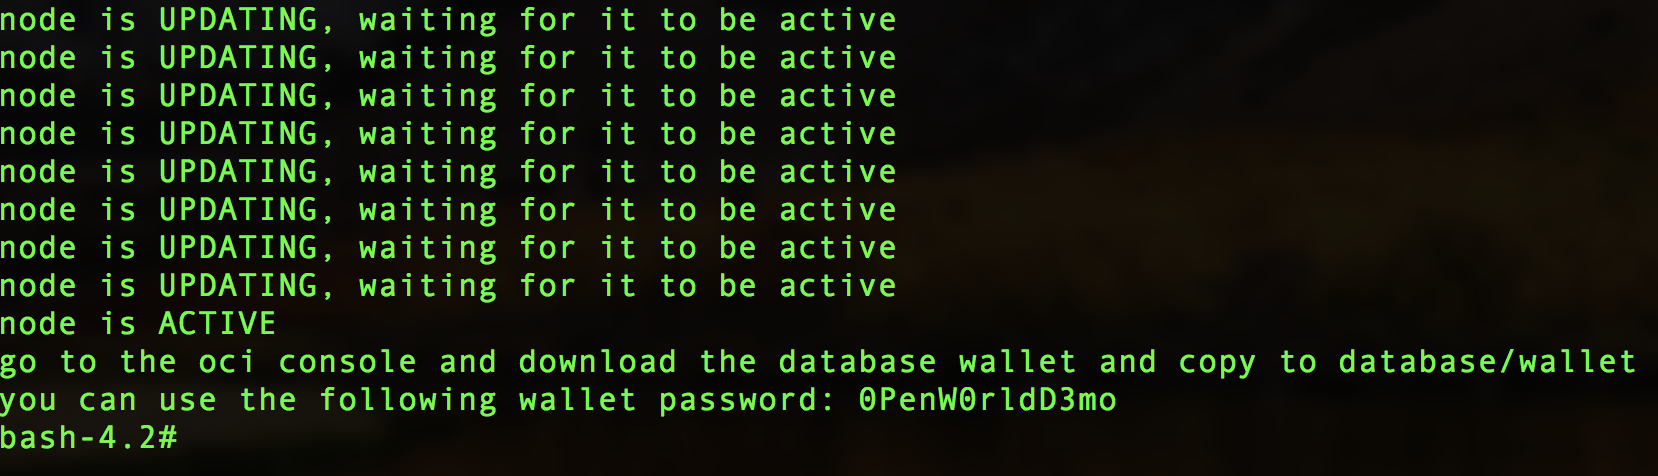 node is UPDATING, waiting for it to be active
node is UPDATING, waiting for it to be active
node is UPDATING, waiting for it to be active
node is UPDATING, waiting for it to be active
node is UPDATING, waiting for it to be active
node is UPDATING, waiting for it to be active
node is UPDATING, waiting for it to be active
node is UPDATING, waiting for it to be active
node is ACTIVE
go to the oci console and download the database wallet and copy to database/wallet
you can use the following wallet password: 0PenW0rldD3mo
bash-4.2#